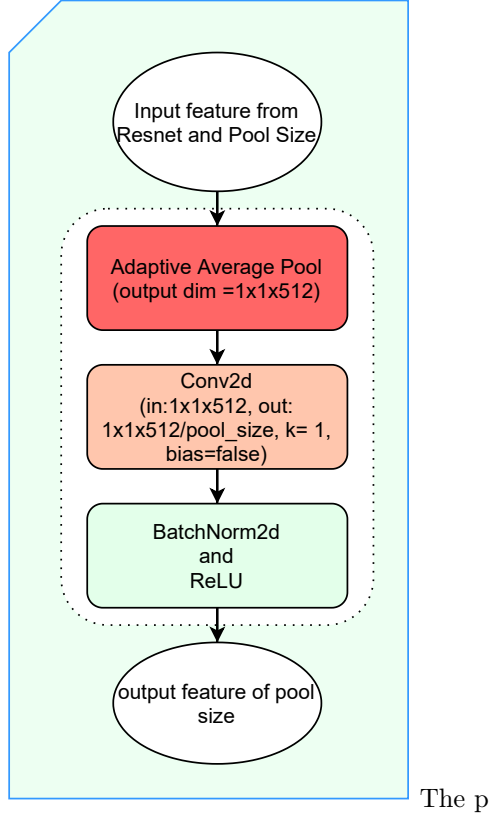 Input feature from
Resnet and Pool Size
Adaptive Average Pool
(output dim =1x1x512)
Conv2d
(in:1x1x512, out:
1x1x512/pool_size, k= 1,
bias=false)
BatchNorm2d
and
ReLU
output feature of pool
size
The p